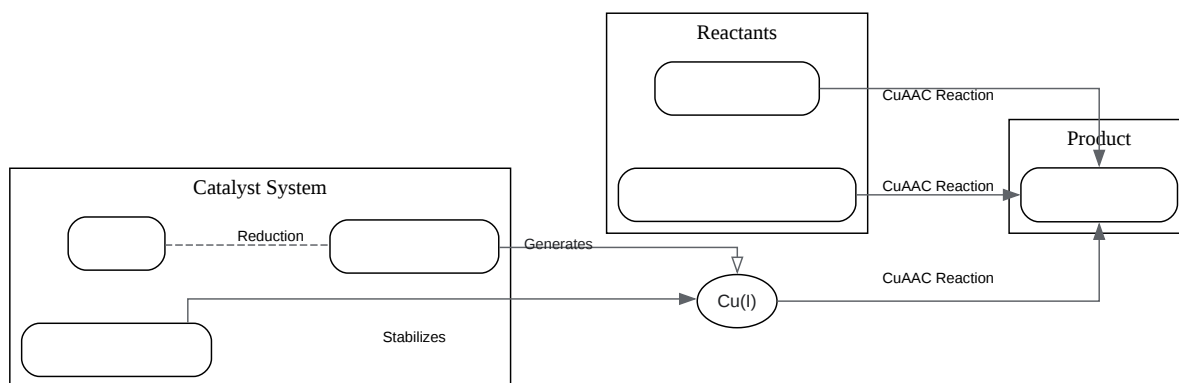 Reactants
CuAAC Reaction
Product
Catalyst System
CuAAC Reaction
Reduction
Generates
CuAAC Reaction
Cu(I)
Stabilizes